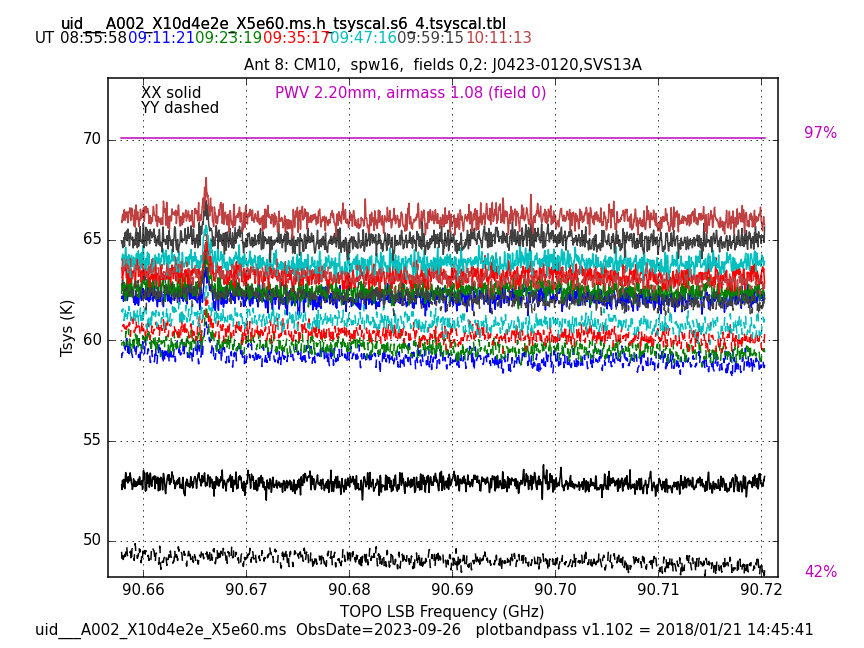 uid___A002_X10d4e2e_X5e60.ms.h_tsyscal.s6_4.tsyscal.tbl
UT 08:55:58 09:11:21 09:23:19 09:35:17 09:47:16 09:59:15 10:11:13
Ant 8: CM10,  spw16,  fields 0,2: J0423-0120,SVS13A
XX solid
YY dashed
PWV 2.20mm, airmass 1.08 (field 0)
97%
70
65
60
55
50
Tsys (K)
42%
90.66 90.67 90.68 90.69 90.70 90.71 90.72
TOPO LSB Frequency (GHz)
uid___A002_X10d4e2e_X5e60.ms  ObsDate=2023-09-26   plotbandpass v1.102 = 2018/01/21 14:45:41